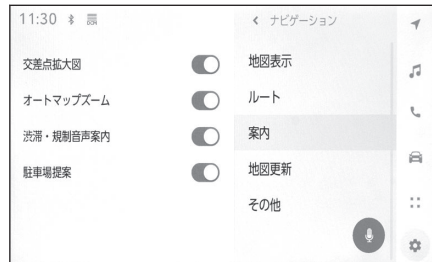 11:30
ナビゲーション
交差点拡大図
オートマップズーム
渋滞・規制音声案内
駐車場提案
地図表示
ルート
案内
地図更新
その他